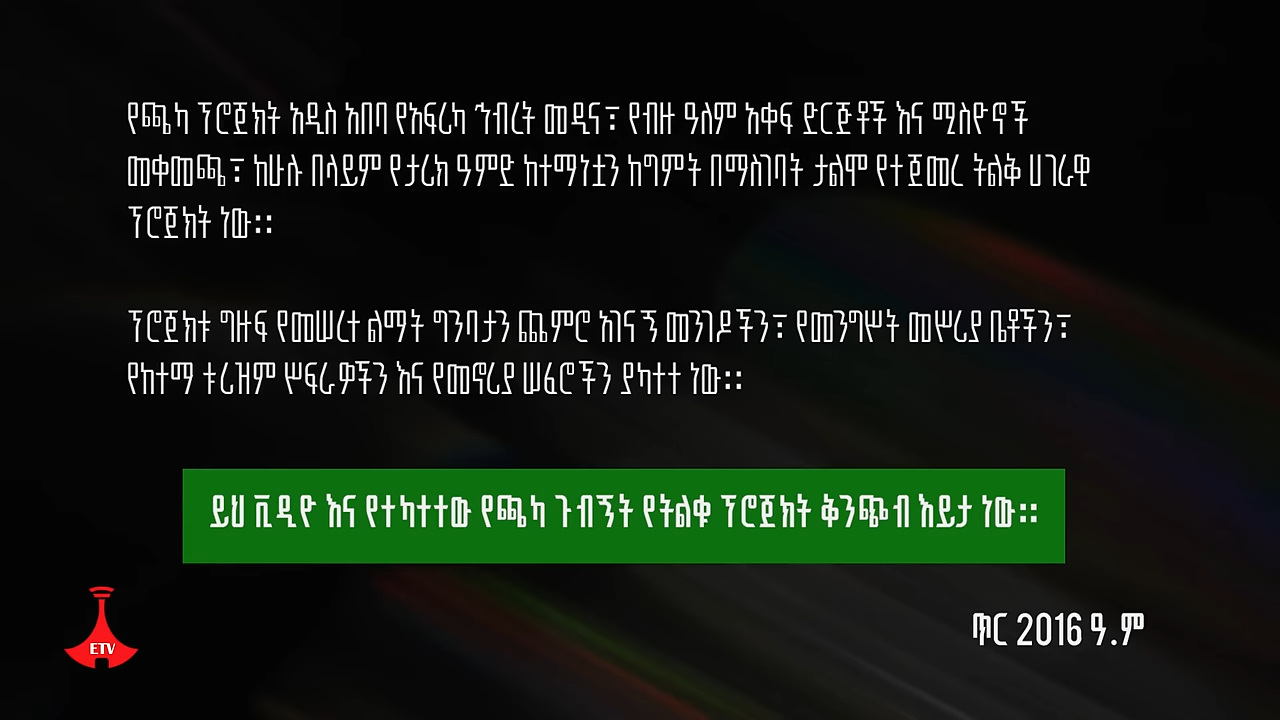 የጫካ ፕሮጀክት አዲስ አበባ የአፍሪካ ኅብረት መዲና፣ የብዙ ዓለም አቀፍ ድርጅቶች እና ሚስዮኖች
መቀመጫ፣ ከሁሉ በላይም የታሪክ ዓምድ ከተማነቷን ከግምት በማስገባት ታልሞ የተጀመረ ትልቅ ሀገራዊ
ፕሮጀክት ነው።
ፕሮጀክቱ ግዙፍ የመሠረተ ልማት ግንባታን ጨምሮ አገናኝ መንገዶችን፣ የመንግሥት መሥሪያ ቤቶችን፣
የከተማ ቱሪዝም ሥፍራዎችን እና የመኖሪያ ሠፈሮችን ያካተተ ነው።
ይህ ቪዲዮ እና የተካተተው የጫካ ጉብኝት የትልቁ ፕሮጀክት ቅንጭብ እይታ ነው።
ጥር 2016 ዓ.ም
ETV